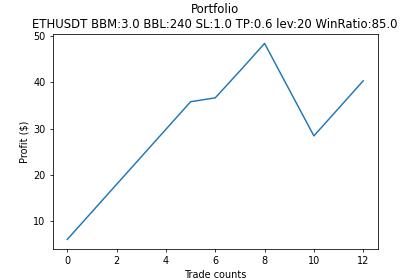 Portfolio
ETHUSDT BBM:3.0 BBL:240 SL:1.0 TP:0.6 lev:20 WinRatio:85.0
50
40
30
20
10
Profit ($)
0 2 4 6 8 10 12
Trade counts